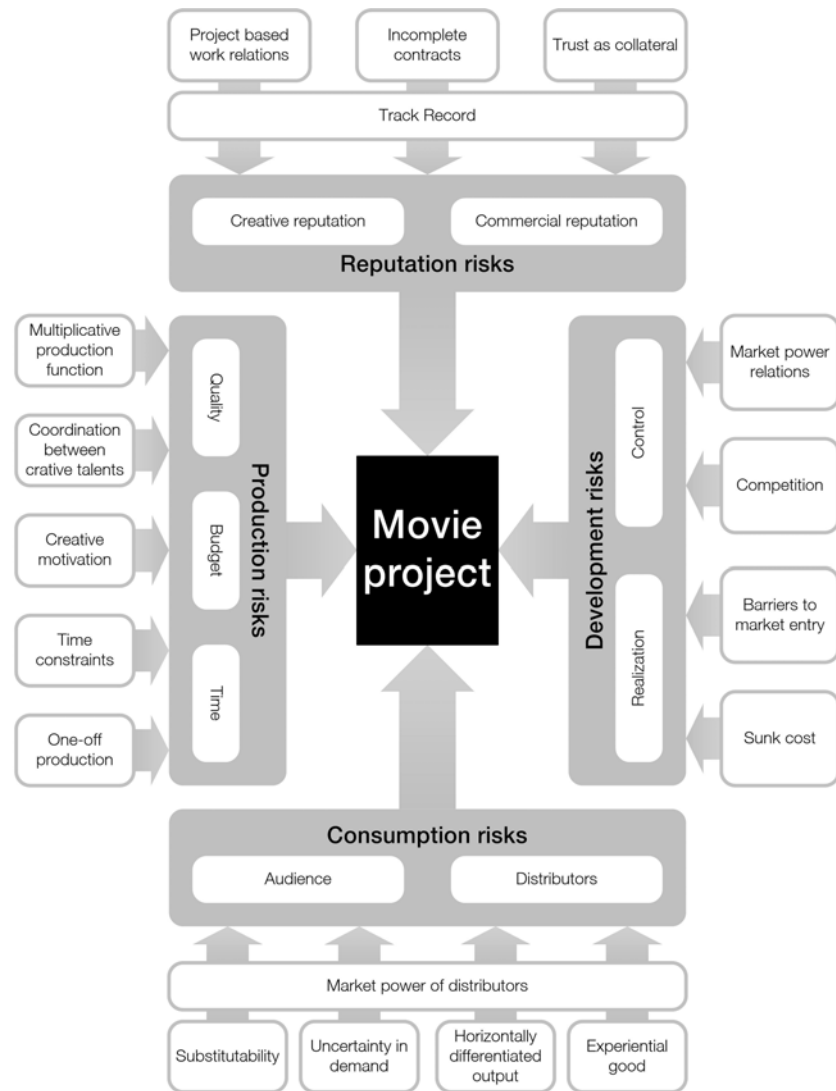 Project based
work relations
Incomplete
contracts
Trust as collateral
Track Record
Creative reputation
Commercial reputation
Reputation risks
Multiplicative
production
function
Coordination
between
crative talents
Creative
motivation
Time
constraints
One-off
production
Quality
Budget
Time
Production risks
Movie
project
Development risks
Control
Realization
Market power
relations
Competition
Barriers to
market entry
Sunk cost
Consumption risks
Audience
Distributors
Market power of distributors
Substitutability
Uncertainty in
demand
Horizontally
differentiated
output
Experiential
good